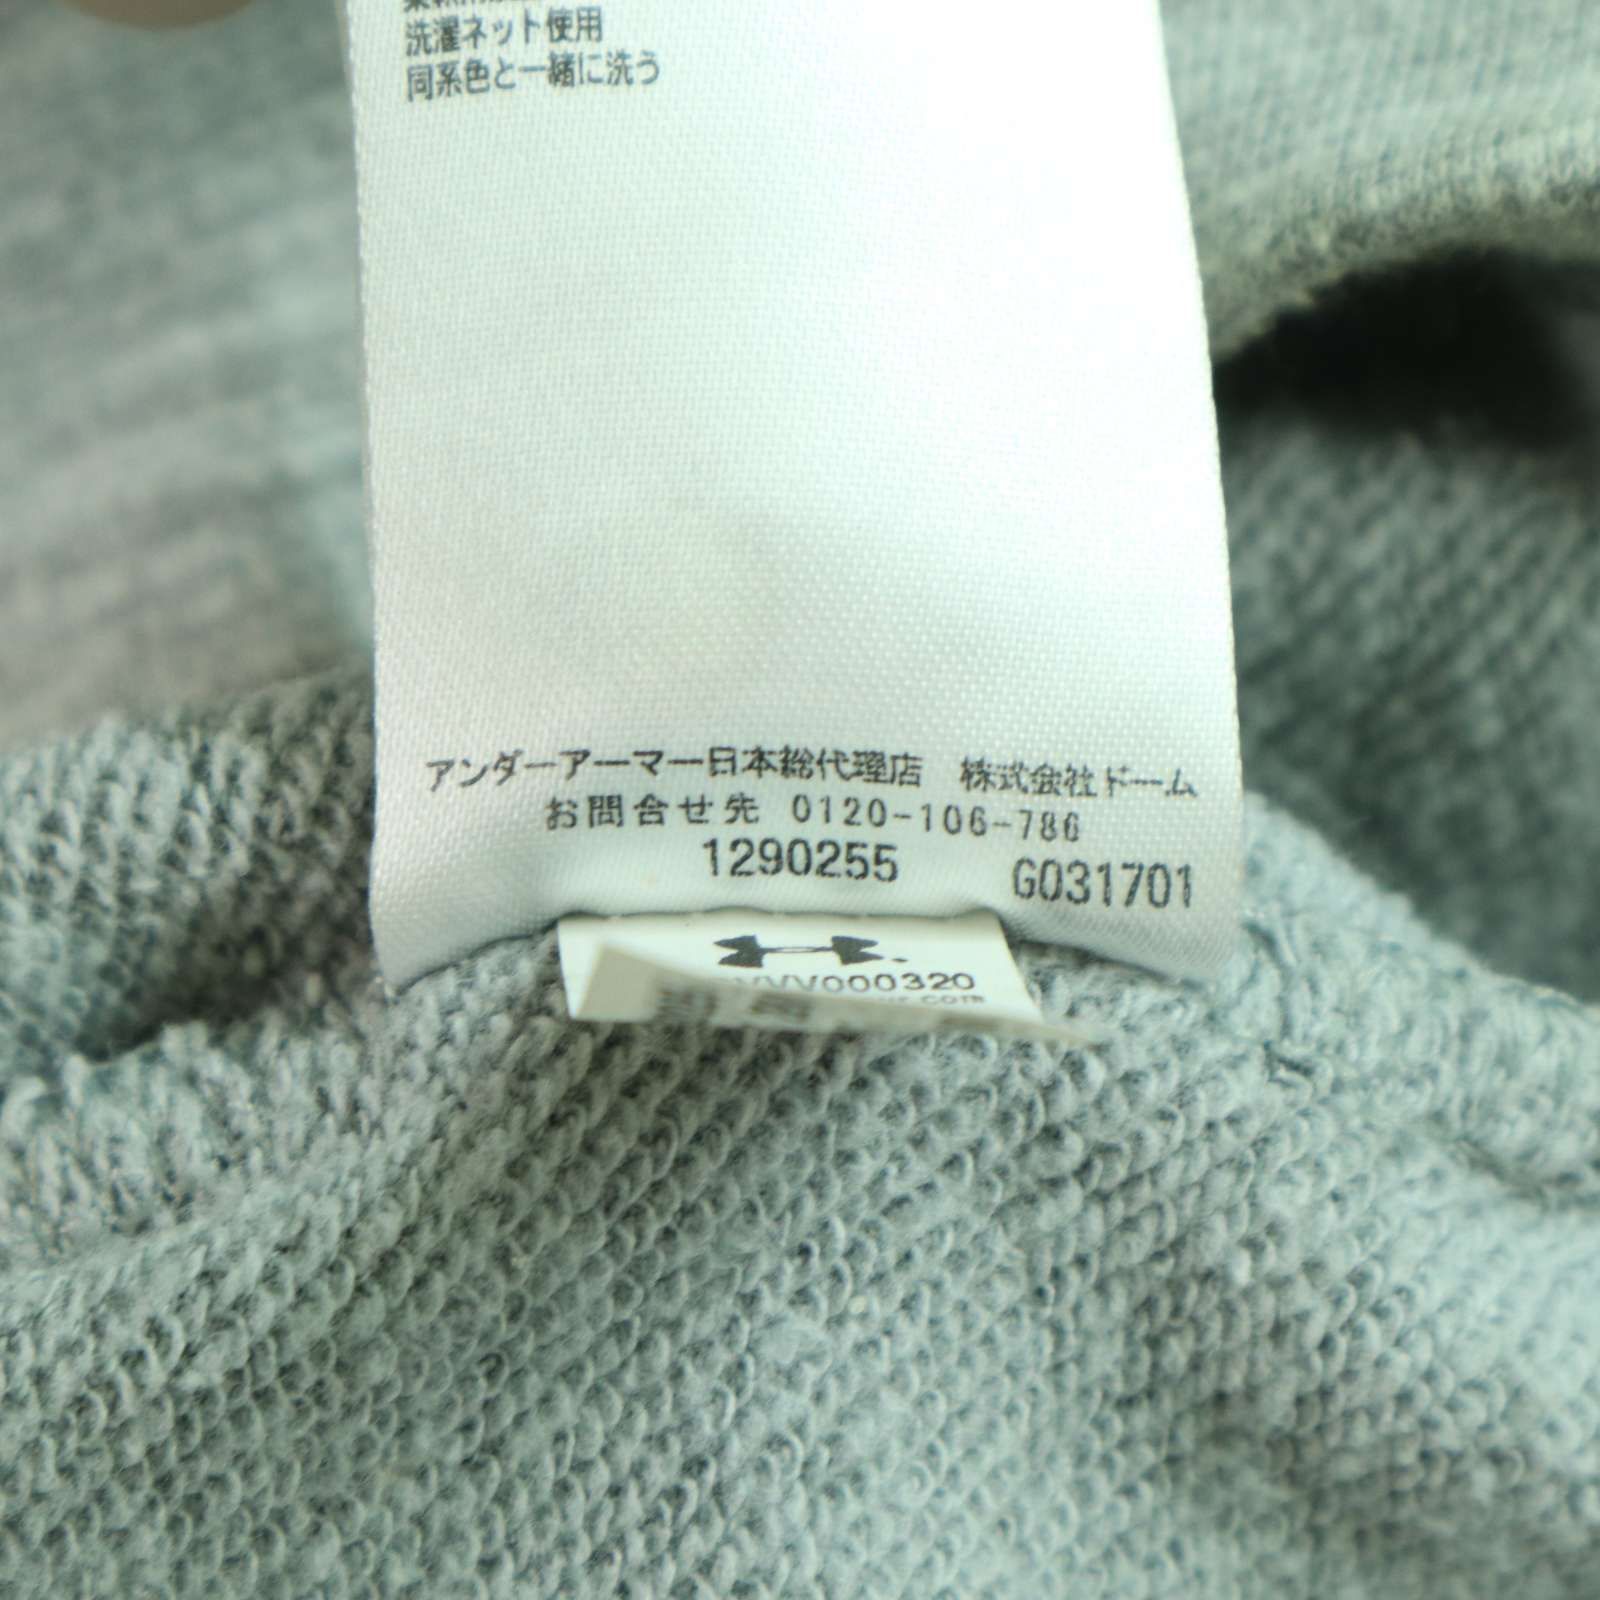 洗濯ネット使用
同系色と一緒に洗う
アンダーアーマー日本総代理店 株式会社ドーム
お問合せ先 0120-106-786
1290255 G031701
VVV000320